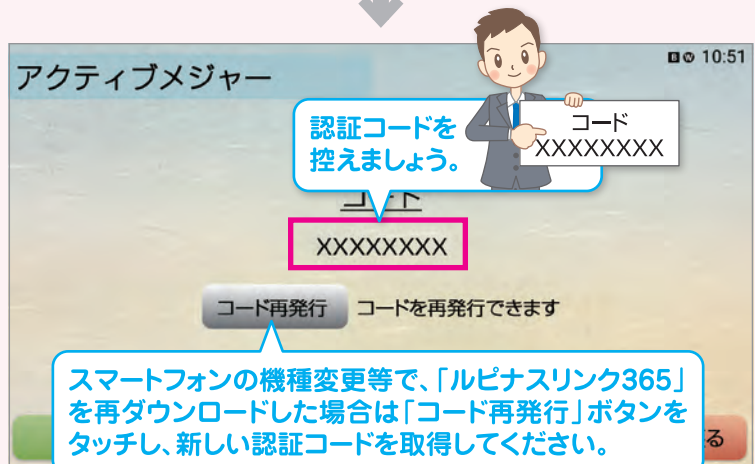 アクティブメジャー
10:51
認証コードを
控えましょう。
コード
XXXXXXXX
コード
XXXXXXXX
コード再発行 コードを再発行できます
スマートフォンの機種変更等で、「ルピナスリンク365」
を再ダウンロードした場合は「コード再発行」ボタンを
タッチし、新しい認証コードを取得してください。
る